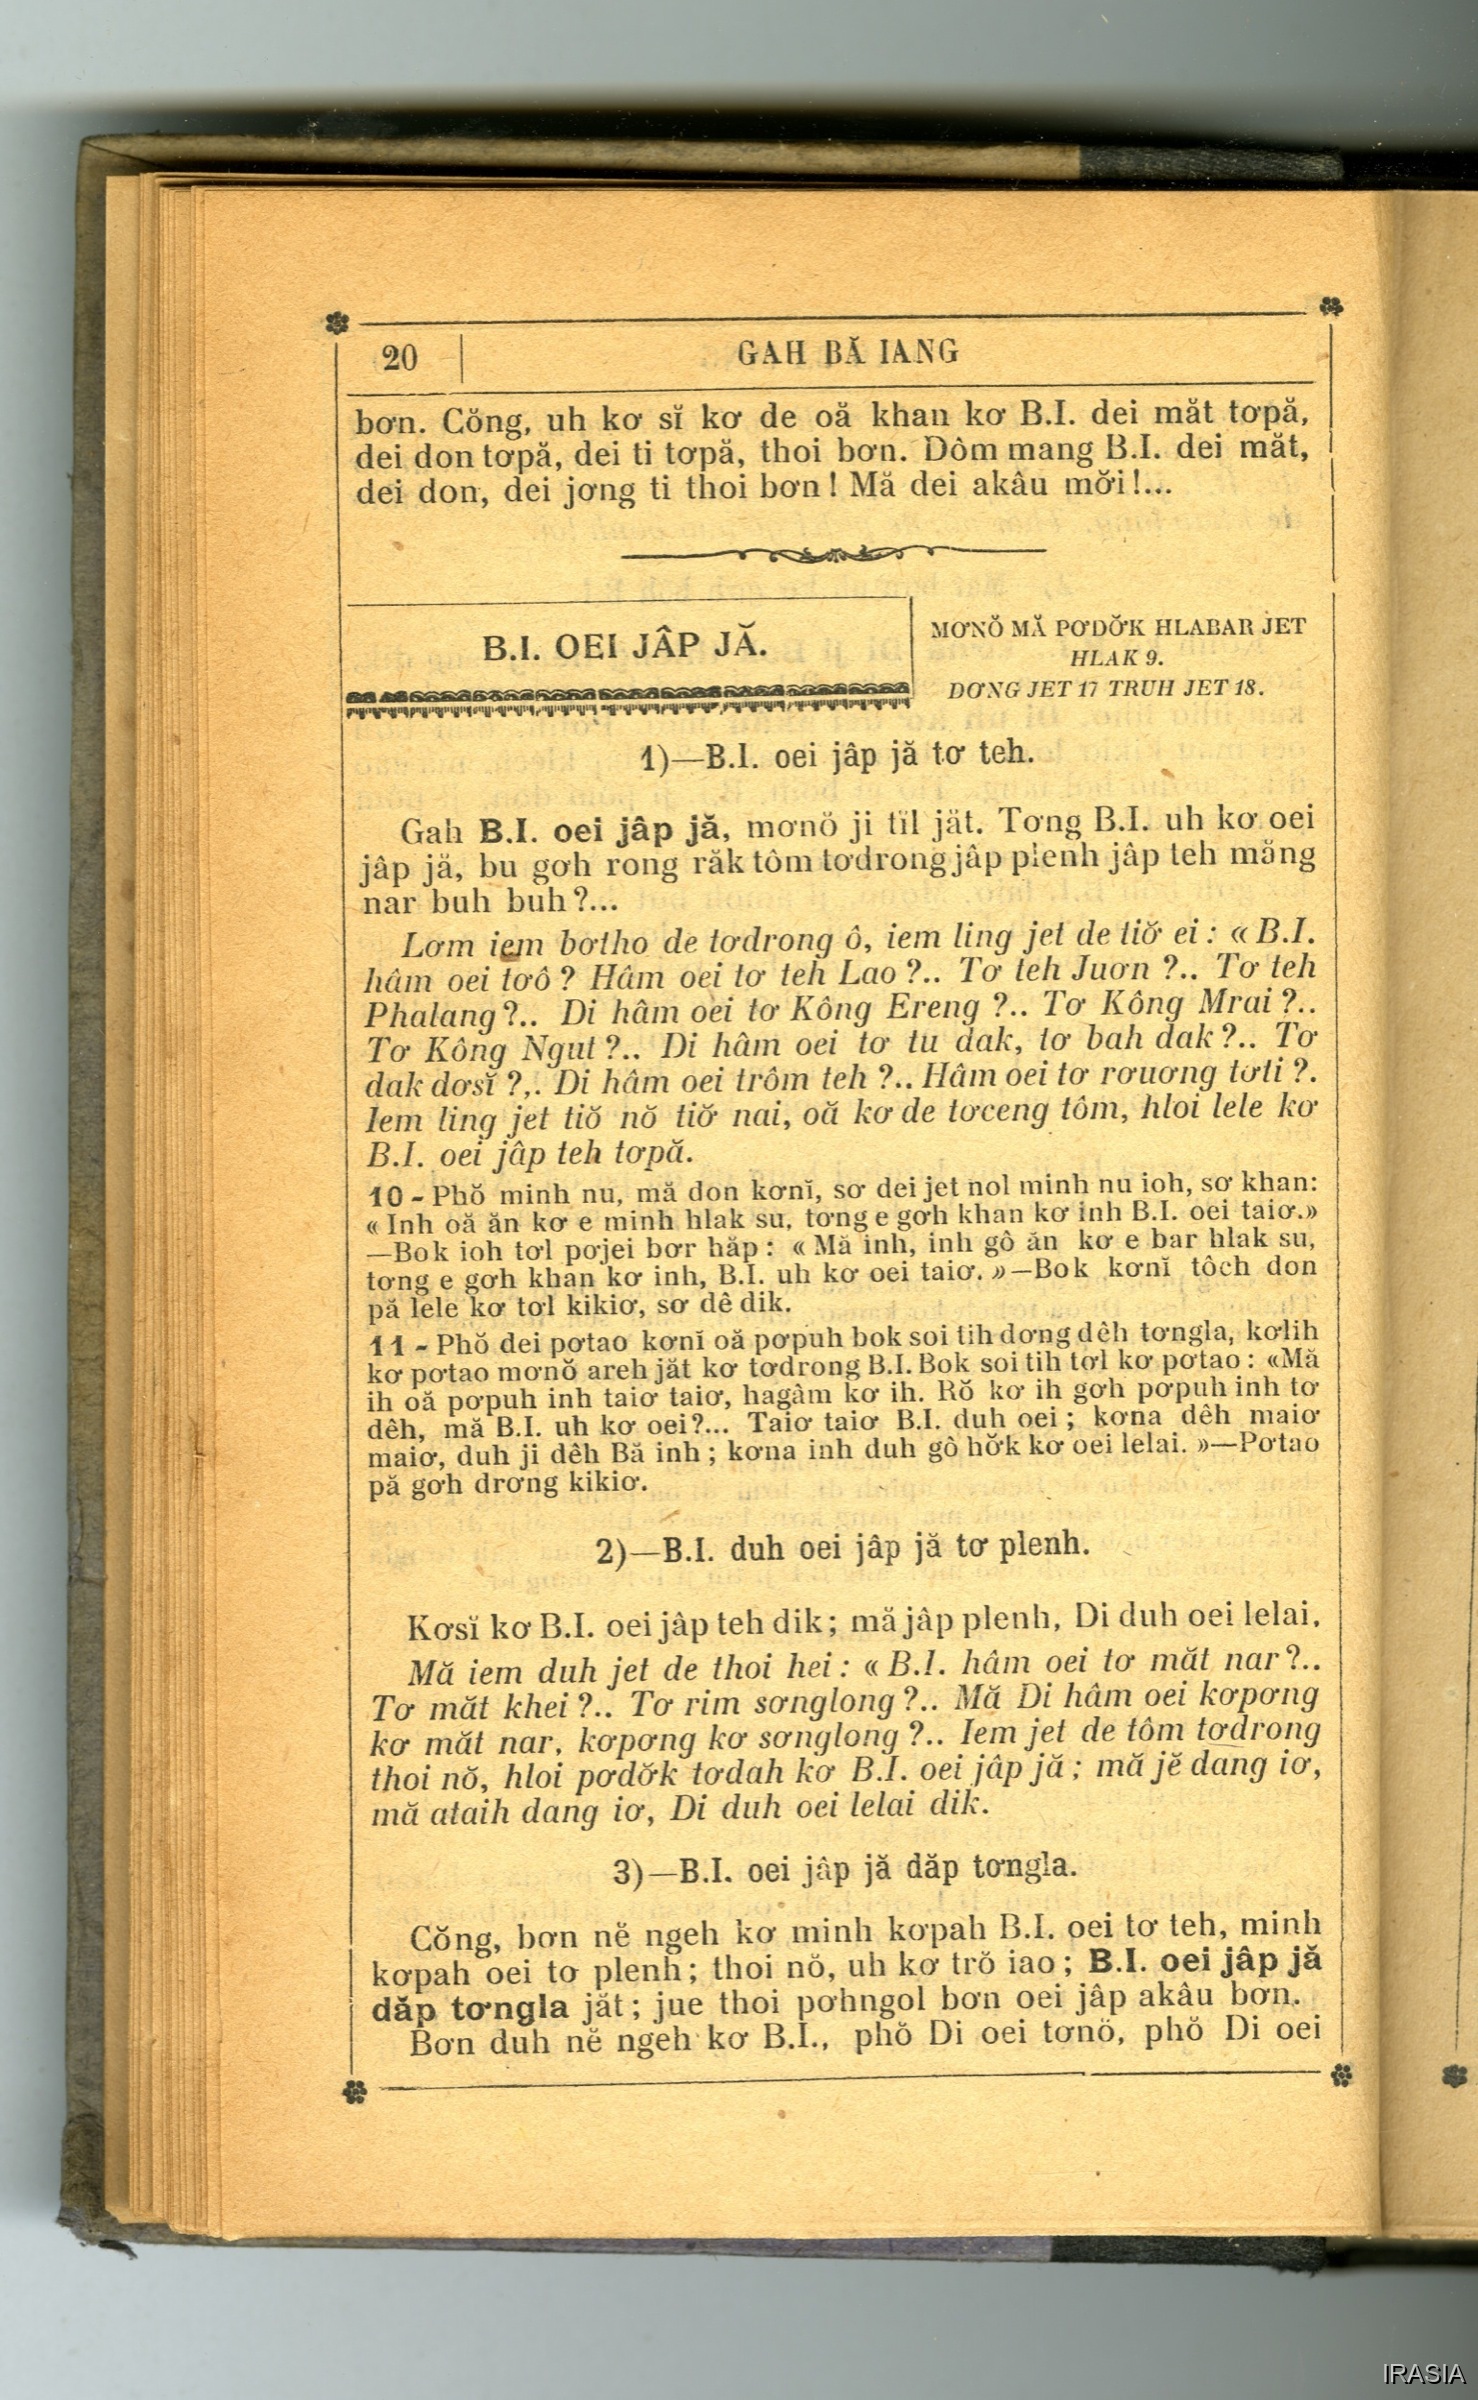 20
GAH BĂ IANG
bơn. Cŏng, uh kơ sĭ kơ de oă khan kơ B.I. dei măt tơpă,
dei don tơpă, dei ti tơpă, thoi bơn. Dôm mang B.I. dei măt,
dei don, dei jơng ti thoi bơn! Mă dei akâu mơ̆i!...
B.I. OEI JÂP JĂ.
MƠNŎ MĂ PƠDƠ̆K HLABAR JET
HLAK 9.
DƠNG JET 17 TRUH JET 18.
1)—B.I. oei jâp jă tơ teh.
Gah B.I. oei jâp jă, mơnŏ ji tĭl jăt. Tơng B.I. uh kơ oei
jâp jă, bu gơh rong răk tôm tơdrong jâp plenh jâp teh măng
nar buh buh?...
Lơm iem bơtho de tơdrong ô, iem ling jet de tiơ̆ ei: «B.I.
hâm oei tơô? Hâm oei tơ teh Lao?.. Tơ teh Juơn?.. Tơ teh
Phalang?.. Di hâm oei tơ Kông Ereng?.. Tơ Kông Mrai?..
Tơ Kông Ngut?.. Di hâm oei tơ tu dak, tơ bah dak?.. Tơ
dak dơsĭ?,. Di hâm oei trôm teh?.. Hâm oei tơ rơuơng tơti?.
Iem ling jet tiŏ nŏ tiơ̆ nai, oă kơ de tơceng tôm, hloi lele kơ
B.I. oei jâp teh tơpă.
10 - Phŏ minh nu, mă don kơnĭ, sơ dei jet nol minh nu ioh, sơ khan:
« Inh oă ăn kơ e minh hlak su, tơng e gơh khan kơ inh B.I. oei taiơ.»
—Bok ioh tơl pơjei bơr hăp: « Mă inh, inh gô ăn kơ e bar hlak su,
tơng e gơh khan kơ inh, B.I. uh kơ oei taiơ. »—Bok kơnĭ tôch don
pă lele kơ tơl kikiơ, sơ dê dik.
11 - Phŏ dei pơtao kơnĭ oă pơpuh bok soi tih dơng dêh tơngla, kơlih
kơ pơtao mơnŏ areh jăt kơ tơdrong B.I. Bok soi tih tơl kơ pơtao: «Mă
ih oă pơpuh inh taiơ taiơ, hagâm kơ ih. Rŏ kơ ih gơh pơpuh inh tơ
dêh, mă B.I. uh kơ oei?... Taiơ taiơ B.I. duh oei; kơna dêh maiơ
maiơ, duh ji dêh Bă inh; kơna inh duh gô hơ̆k kơ oei lelai. »—Pơtao
pă gơh drơng kikiơ.
2)—B.I. duh oei jâp jă tơ plenh.
Kơsĭ kơ B.I. oei jâp teh dik; mă jâp plenh, Di duh oei lelai.
Mă iem duh jet de thoi hei: « B.I. hâm oei tơ măt nar?..
Tơ măt khei?.. Tơ rim sơnglong?.. Mă Di hâm oei kơpơng
kơ măt nar, kơpơng kơ sơnglong?.. Iem jet de tôm tơdrong
thoi nŏ, hloi pơdơ̆k tơdah kơ B.I. oei jâp jă; mă jĕ dang iơ,
mă ataih dang iơ, Di duh oei lelai dik.
3)—B.I. oei jâp jă dăp tơngla.
Cŏng, bơn nĕ ngeh kơ minh kơpah B.I. oei tơ teh, minh
kơpah oei tơ plenh; thoi nŏ, uh kơ trŏ iao; B.I. oei jâp jă
dăp tơngla jăt; jue thoi pơhngol bơn oei jâp akâu bơn.
Bơn duh nĕ ngeh kơ B.I., phŏ Di oei tơnŏ, phŏ Di oei
IRASIA